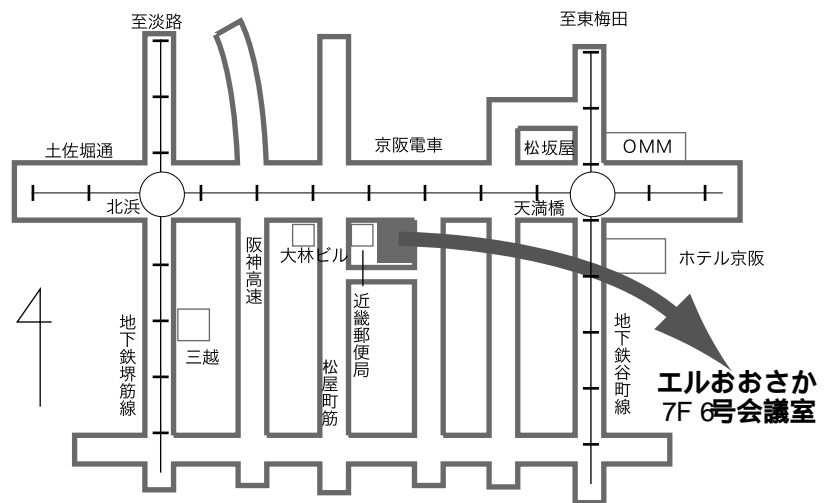 至淡路
至東梅田
土佐堀通
京阪電車
松坂屋
OMM
北浜
天満橋
阪神高速
大林ビル
ホテル京阪
近畿郵便局
地下鉄堺筋線
三越
松屋町筋
地下鉄谷町線
エルおおさか
7F 6号会議室